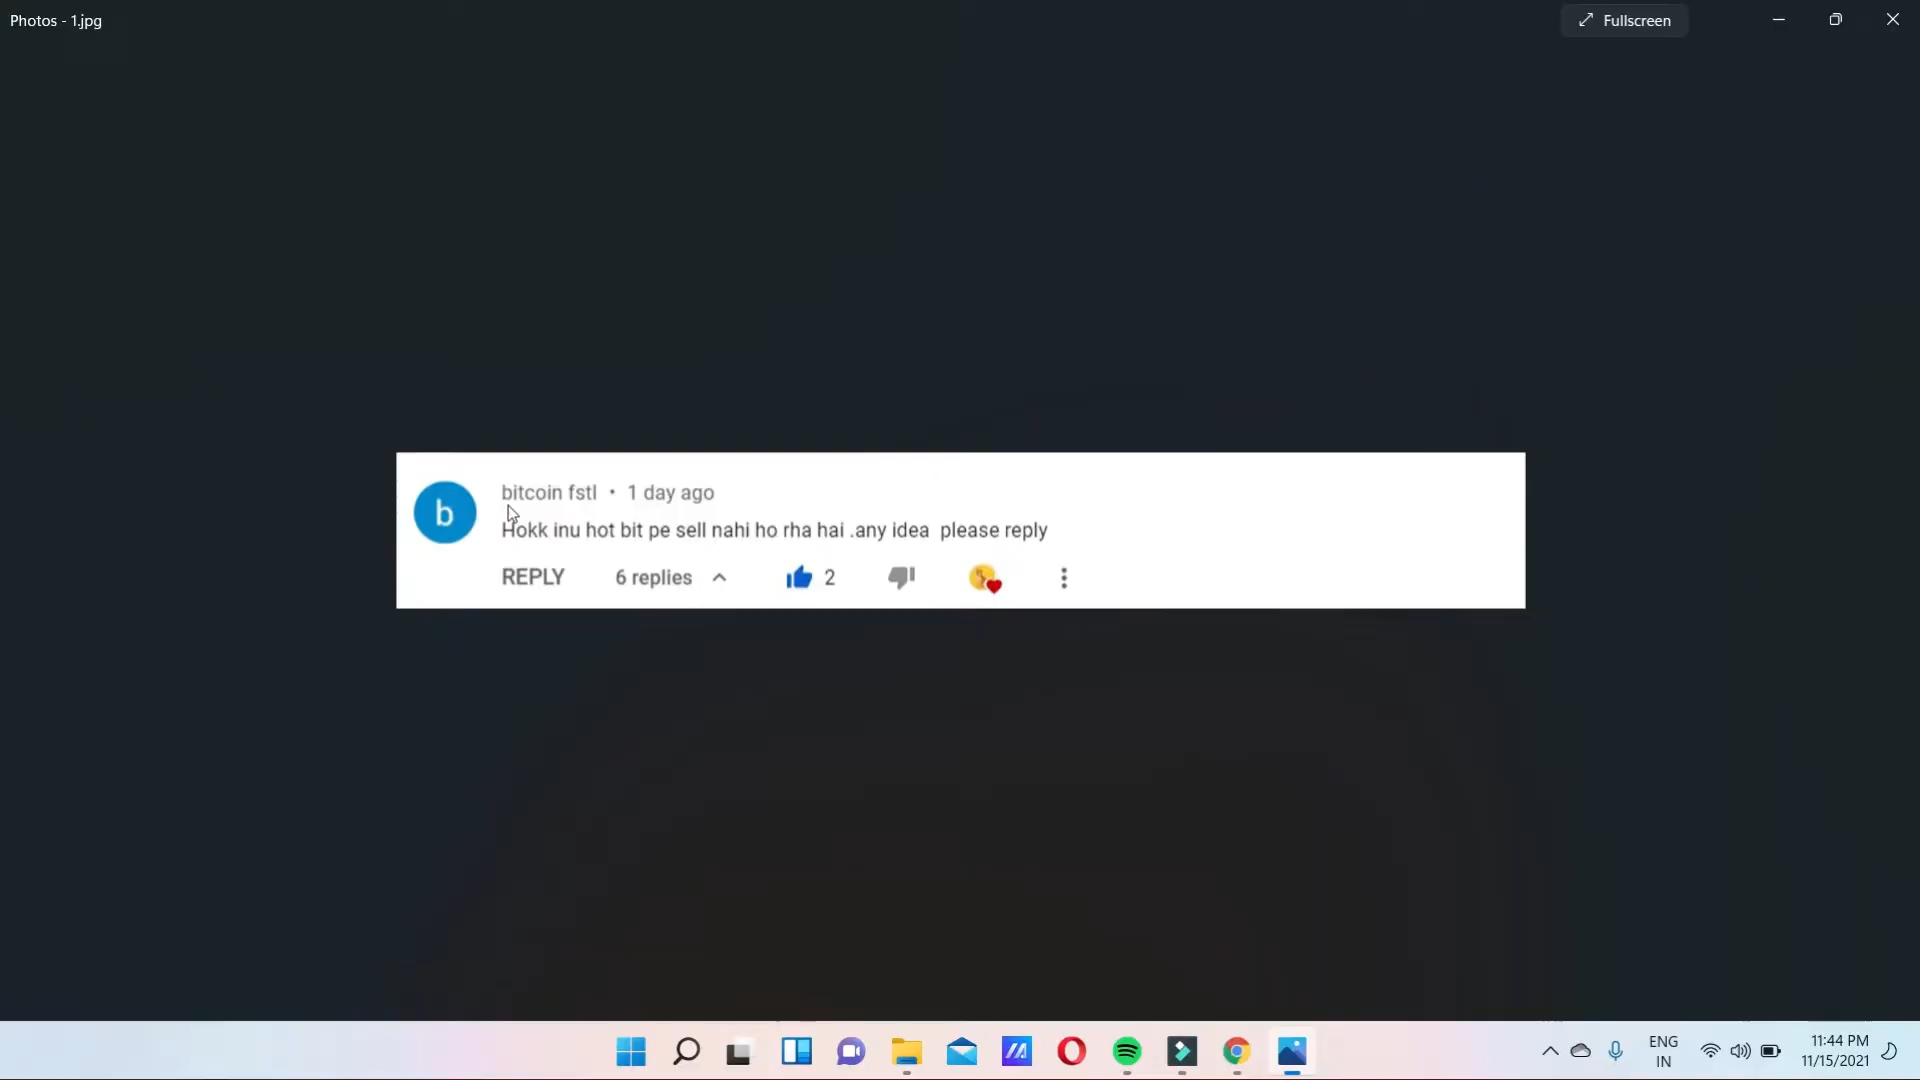 Photos - 1.jpg
Fullscreen
b
bitcoin fstl • 1 day ago
Hokk inu hot bit pe sell nahi ho rha hai .any idea  please reply
REPLY 6 replies 2
ENG
IN
11:44 PM
11/15/2021